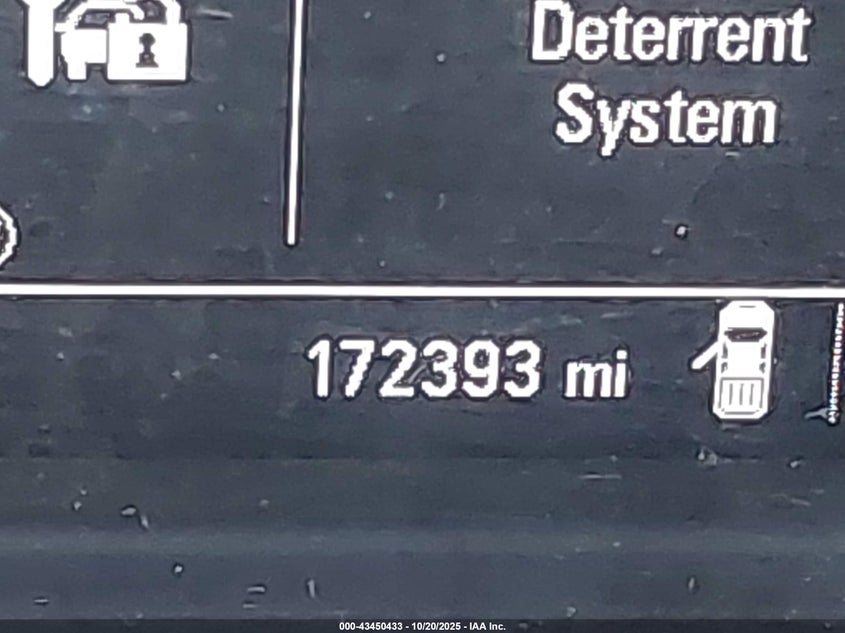 Deterrent
System
172393 mi
000-43450433 - 10/20/2025 - IAA Inc.